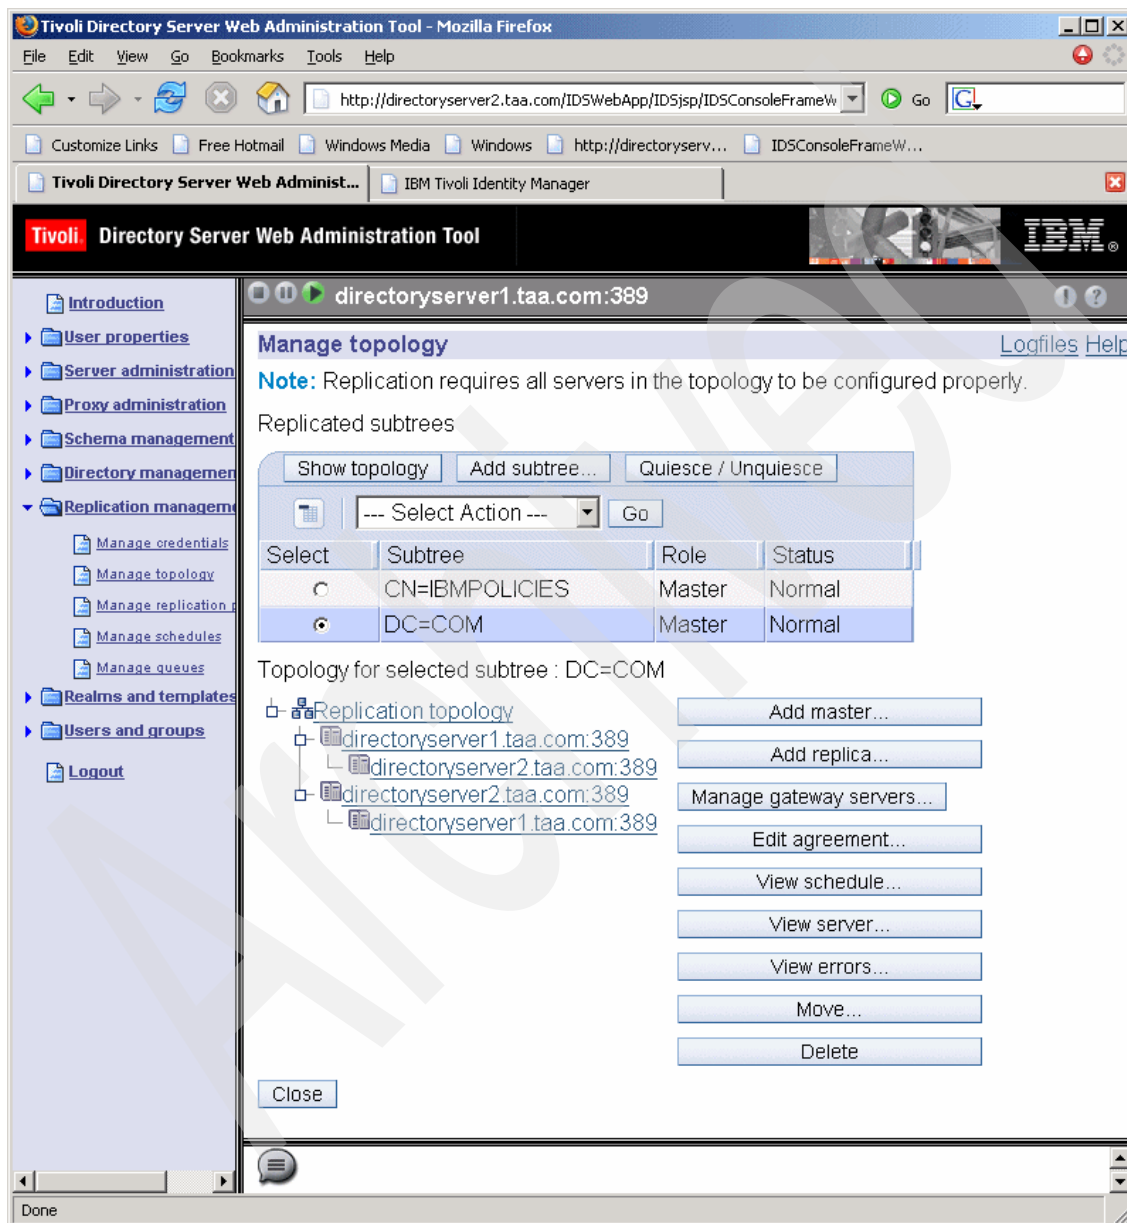 Tivoli Directory Server Web Administration Tool - Mozilla Firefox
File Edit View Go Bookmarks Tools Help
http://directoryserver2.taa.com/IDSWebApp/IDSjsp/IDSConsoleFrameW Go G
Customize Links Free Hotmail Windows Media Windows http://directoryserv... IDSConsoleFrameW...
Tivoli Directory Server Web Administ... IBM Tivoli Identity Manager
Tivoli. Directory Server Web Administration Tool IBM®
directoryserver1.taa.com:389
Introduction
User properties
Server administration
Proxy administration
Schema management
Directory managemen
Replication manageme
Manage credentials
Manage topology
Manage replication p
Manage schedules
Manage queues
Realms and templates
Users and groups
Logout
Manage topology Logfiles Help
Note: Replication requires all servers in the topology to be configured properly.
Replicated subtrees
Show topology Add subtree... Quiesce / Unquiesce
--- Select Action --- Go
Select Subtree Role Status
CN=IBMPOLICIES Master Normal
DC=COM Master Normal
Topology for selected subtree : DC=COM
Replication topology
directoryserver1.taa.com:389
directoryserver2.taa.com:389
directoryserver2.taa.com:389
directoryserver1.taa.com:389
Add master...
Add replica...
Manage gateway servers...
Edit agreement...
View schedule...
View server...
View errors...
Move...
Delete
Close
Done
Archived